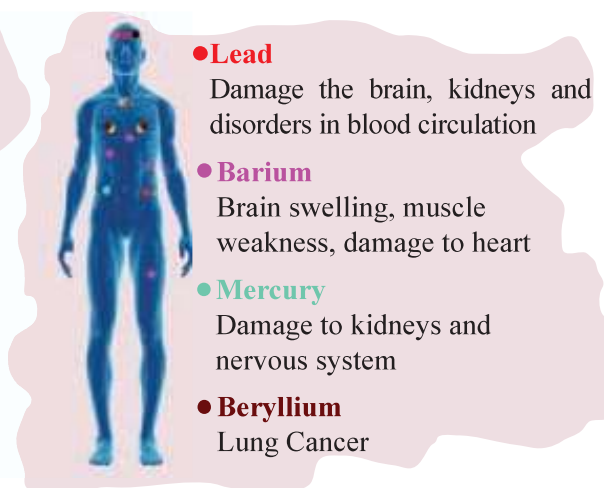 Lead
Damage the brain, kidneys and
disorders in blood circulation
Barium
Brain swelling, muscle
weakness, damage to heart
Mercury
Damage to kidneys and
nervous system
Beryllium
Lung Cancer